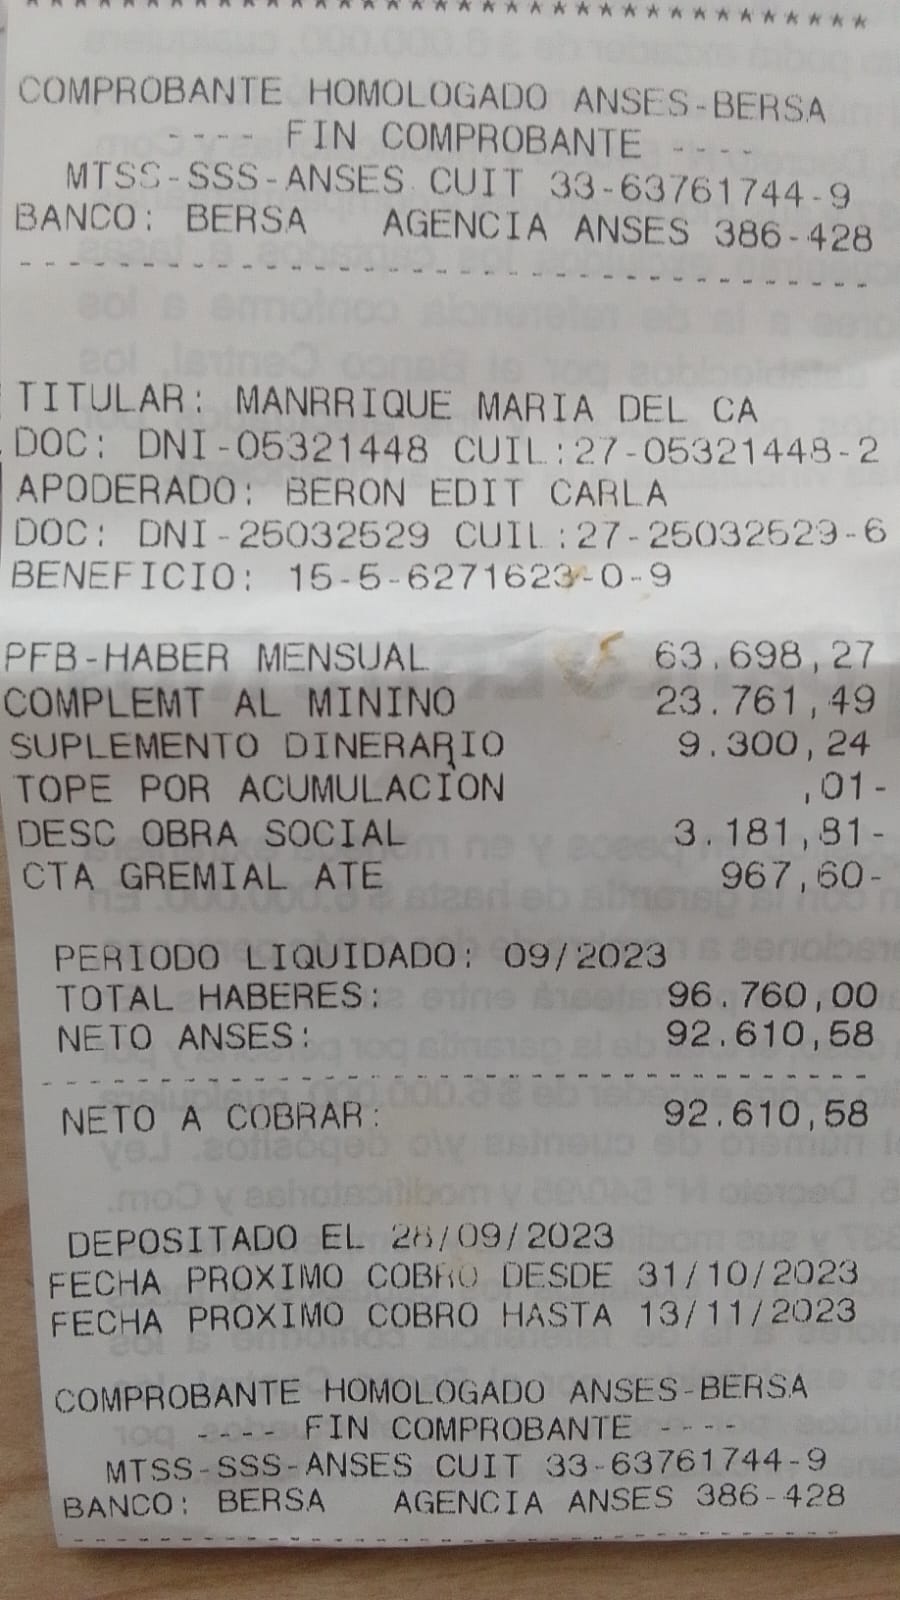 ****************************************
COMPROBANTE HOMOLOGADO ANSES-BERSA
---- FIN COMPROBANTE ----
MTSS-SSS-ANSES CUIT 33-63761744-9
BANCO: BERSA AGENCIA ANSES 386-428
----------------------------------------
TITULAR: MANRRIQUE MARIA DEL CA
DOC: DNI-05321448 CUIL:27-05321448-2
APODERADO: BERON EDIT CARLA
DOC: DNI-25032529 CUIL:27-25032529-6
BENEFICIO: 15-5-6271623-0-9
PFB-HABER MENSUAL 63.698,27
COMPLEMT AL MININO 23.761,49
SUPLEMENTO DINERARIO 9.300,24
TOPE POR ACUMULACION ,01-
DESC OBRA SOCIAL 3.181,81-
CTA GREMIAL ATE 967,60-
PERIODO LIQUIDADO: 09/2023
TOTAL HABERES: 96.760,00
NETO ANSES: 92.610,58
----------------------------------------
NETO A COBRAR: 92.610,58
DEPOSITADO EL 28/09/2023
FECHA PROXIMO COBRO DESDE 31/10/2023
FECHA PROXIMO COBRO HASTA 13/11/2023
COMPROBANTE HOMOLOGADO ANSES-BERSA
---- FIN COMPROBANTE ----
MTSS-SSS-ANSES CUIT 33-63761744-9
BANCO: BERSA AGENCIA ANSES 386-428
----------------------------------------